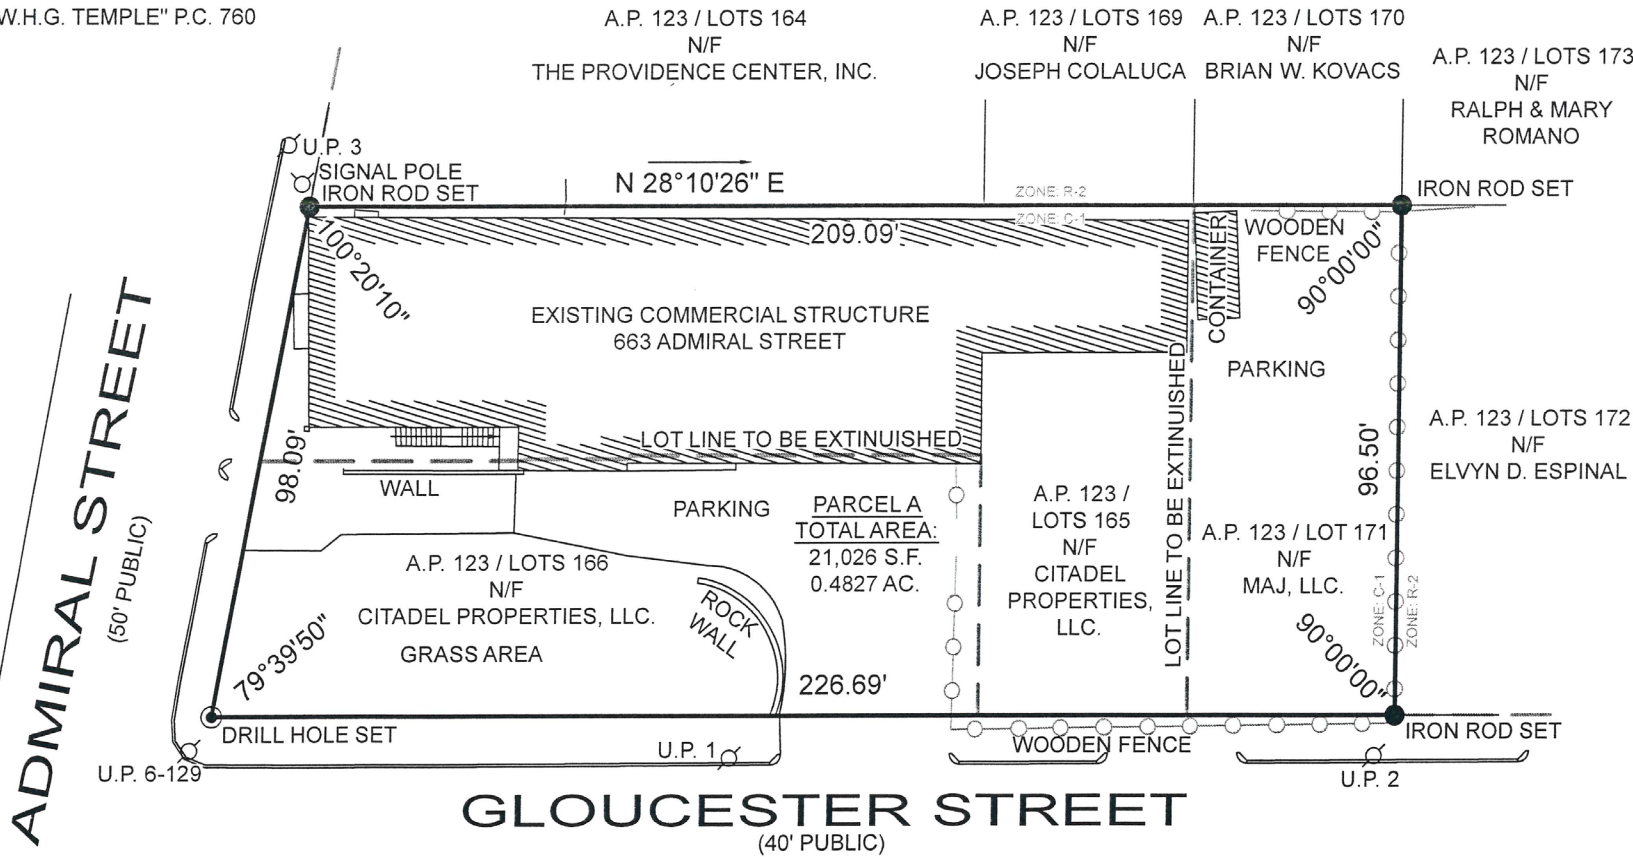 W.H.G. TEMPLE" P.C. 760
A.P. 123 / LOTS 164
N/F
THE PROVIDENCE CENTER, INC.
A.P. 123 / LOTS 169
N/F
JOSEPH COLALUCA
A.P. 123 / LOTS 170
N/F
BRIAN W. KOVACS
A.P. 123 / LOTS 173
N/F
RALPH & MARY
ROMANO
U.P. 3
SIGNAL POLE
IRON ROD SET
N 28°10'26" E
ZONE: R-2
ZONE: C-1
IRON ROD SET
209.09'
100°20'10"
CONTAINER
WOODEN
FENCE
90°00'00"
EXISTING COMMERCIAL STRUCTURE
663 ADMIRAL STREET
PARKING
LOT LINE TO BE EXTINUISHED
LOT LINE TO BE EXTINUISHED
98.09'
WALL
PARKING
PARCEL A
TOTAL AREA:
21,026 S.F.
0.4827 AC.
A.P. 123 /
LOTS 165
N/F
CITADEL
PROPERTIES,
LLC.
A.P. 123 / LOT 171
N/F
MAJ, LLC.
96.50'
A.P. 123 / LOTS 172
N/F
ELVYN D. ESPINAL
ZONE: C-1
ZONE: R-2
ADMIRAL STREET
(50' PUBLIC)
A.P. 123 / LOTS 166
N/F
CITADEL PROPERTIES, LLC.
GRASS AREA
ROCK
WALL
79°39'50"
226.69'
90°00'00"
DRILL HOLE SET
U.P. 6-129
U.P. 1
WOODEN FENCE
IRON ROD SET
U.P. 2
GLOUCESTER STREET
(40' PUBLIC)